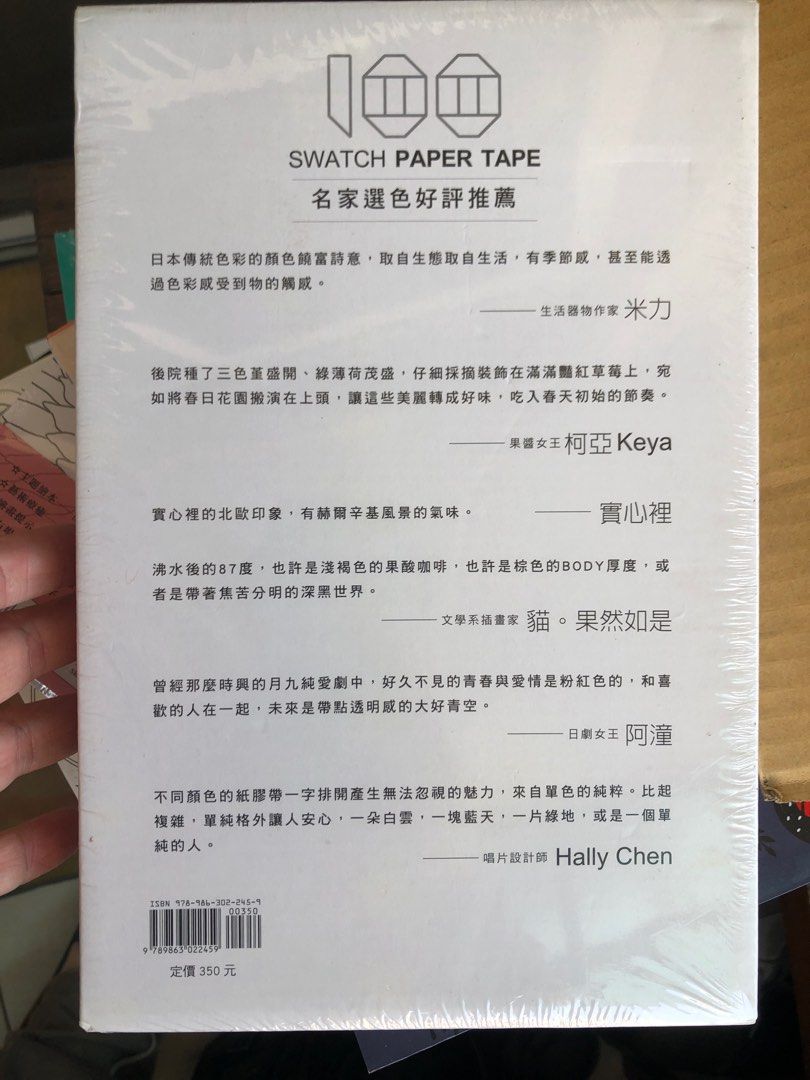 100
SWATCH PAPER TAPE
名家選色好評推薦
日本傳統色彩的顏色饒富詩意，取自生態取自生活，有季節感，甚至能透
過色彩感受到物的觸感。
——— 生活器物作家 米力
後院種了三色堇盛開、綠薄荷茂盛，仔細採摘裝飾在滿滿豔紅草莓上，宛
如將春日花園搬演在上頭，讓這些美麗轉成好味，吃入春天初始的節奏。
——— 果醬女王 柯亞 Keya
實心裡的北歐印象，有赫爾辛基風景的氣味。 ——— 實心裡
沸水後的87度，也許是淺褐色的果酸咖啡，也許是棕色的BODY厚度，或
者是帶著焦苦分明的深黑世界。
——— 文學系插畫家 貓。果然如是
曾經那麼時興的月九純愛劇中，好久不見的青春與愛情是粉紅色的，和喜
歡的人在一起，未來是帶點透明感的大好青空。
——— 日劇女王 阿潼
不同顏色的紙膠帶一字排開產生無法忽視的魅力，來自單色的純粹。比起
複雜，單純格外讓人安心，一朵白雲，一塊藍天，一片綠地，或是一個單
純的人。
——— 唱片設計師 Hally Chen
ISBN 978-986-302-245-9
00350
9 789863 022459
定價 350 元
☆主題繪本
☆藝術療癒